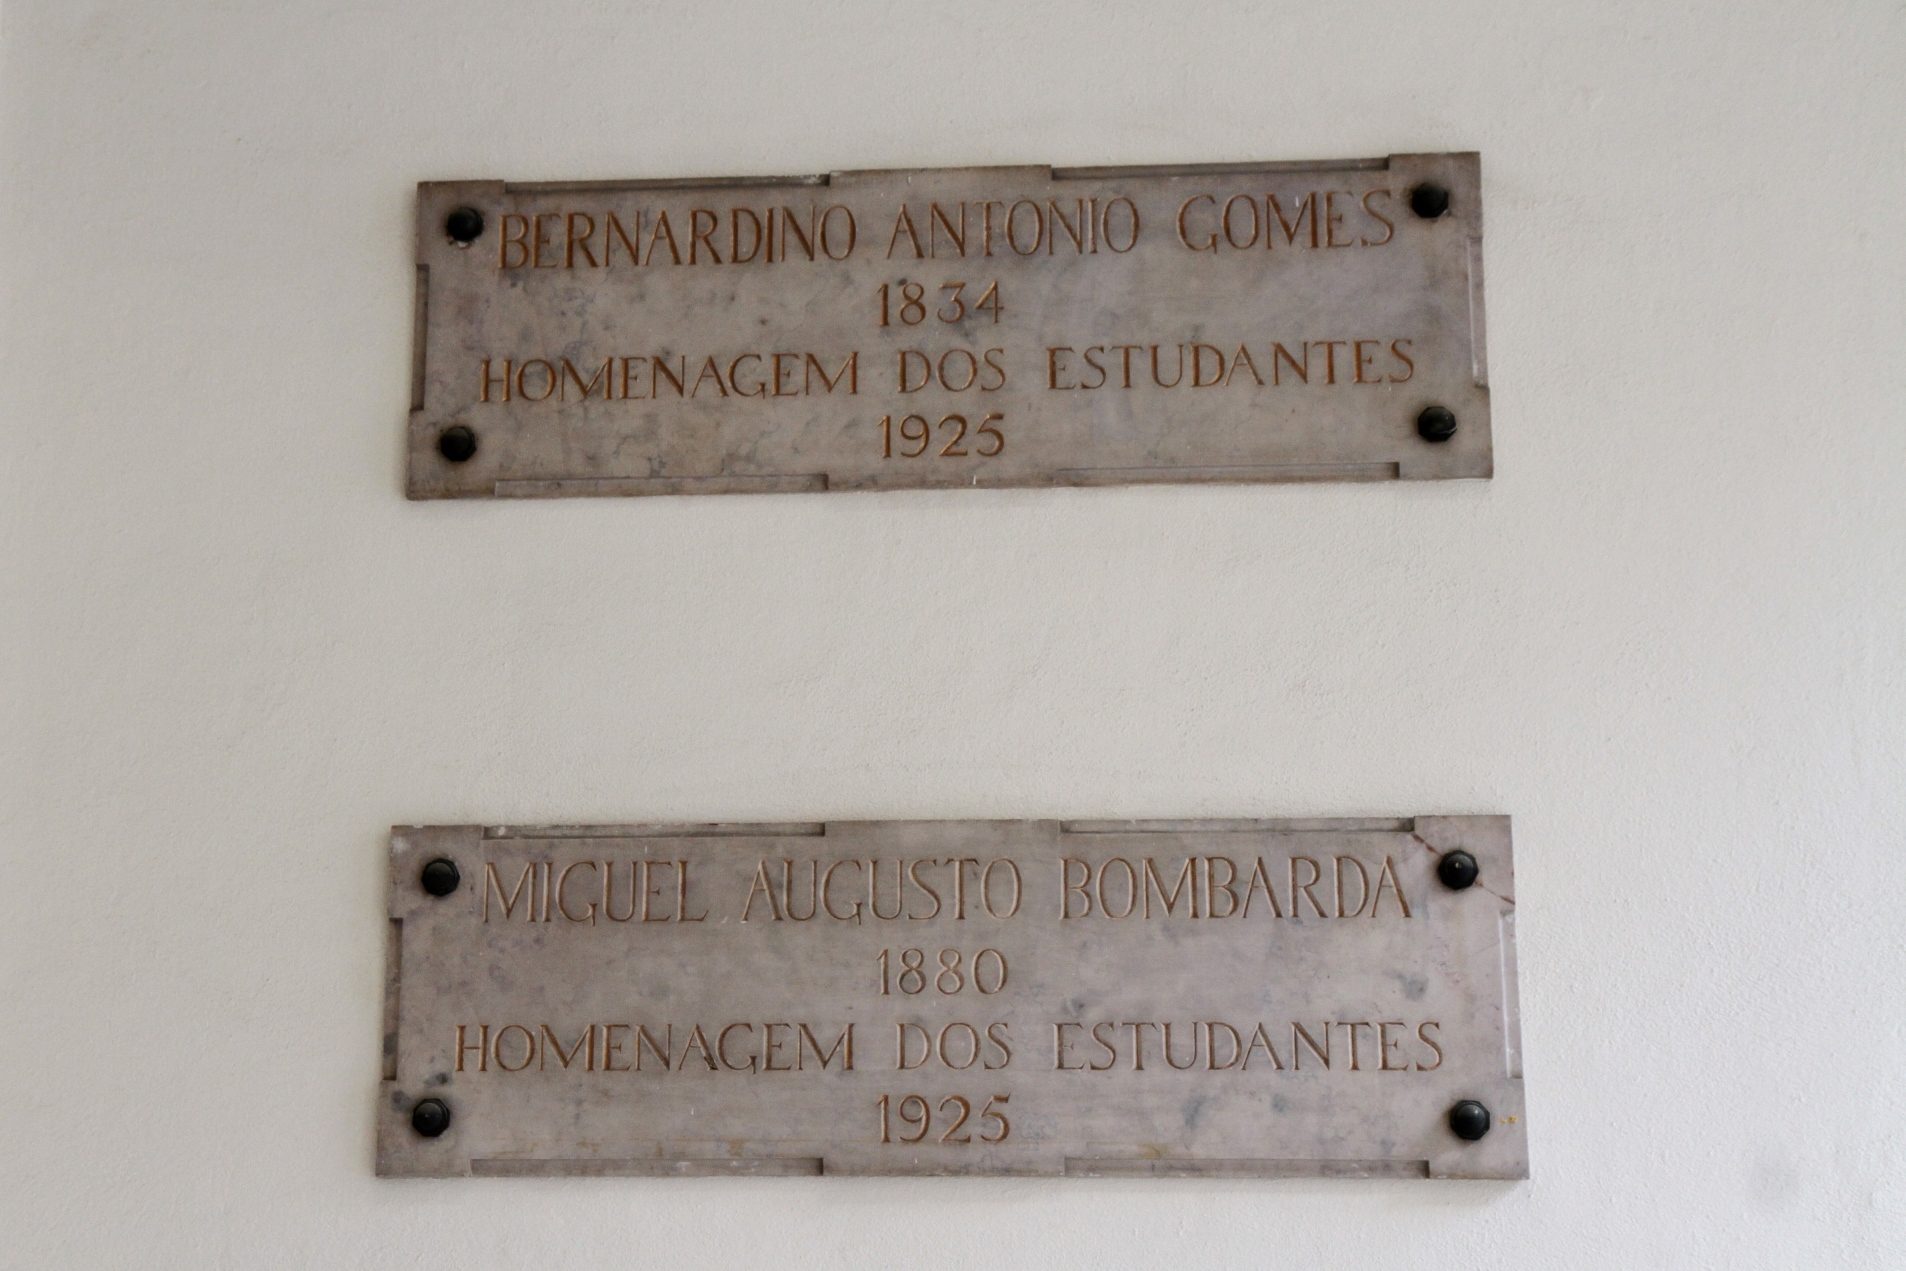 BERNARDINO ANTONIO GOMES
1834
HOMENAGEM DOS ESTUDANTES
1925
MIGUEL AUGUSTO BOMBARDA
1880
HOMENAGEM DOS ESTUDANTES
1925